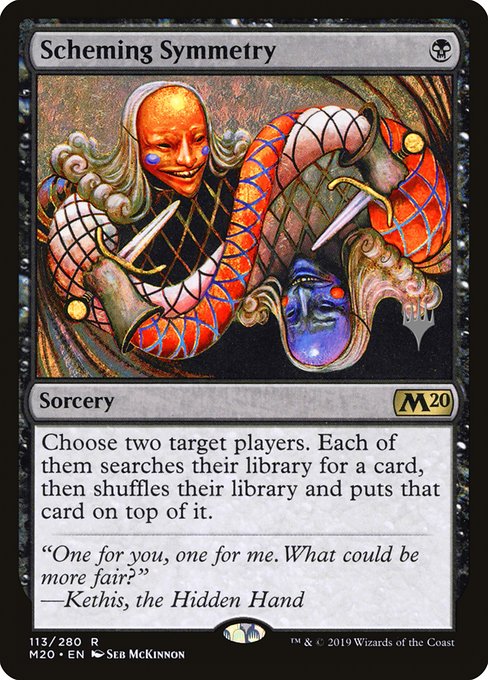 Scheming Symmetry
Sorcery
M20
Choose two target players. Each of
them searches their library for a card,
then shuffles their library and puts that
card on top of it.
“One for you, one for me. What could be
more fair?”
—Kethis, the Hidden Hand
113/280 R
M20 • EN Seb McKinnon
™ & © 2019 Wizards of the Coast